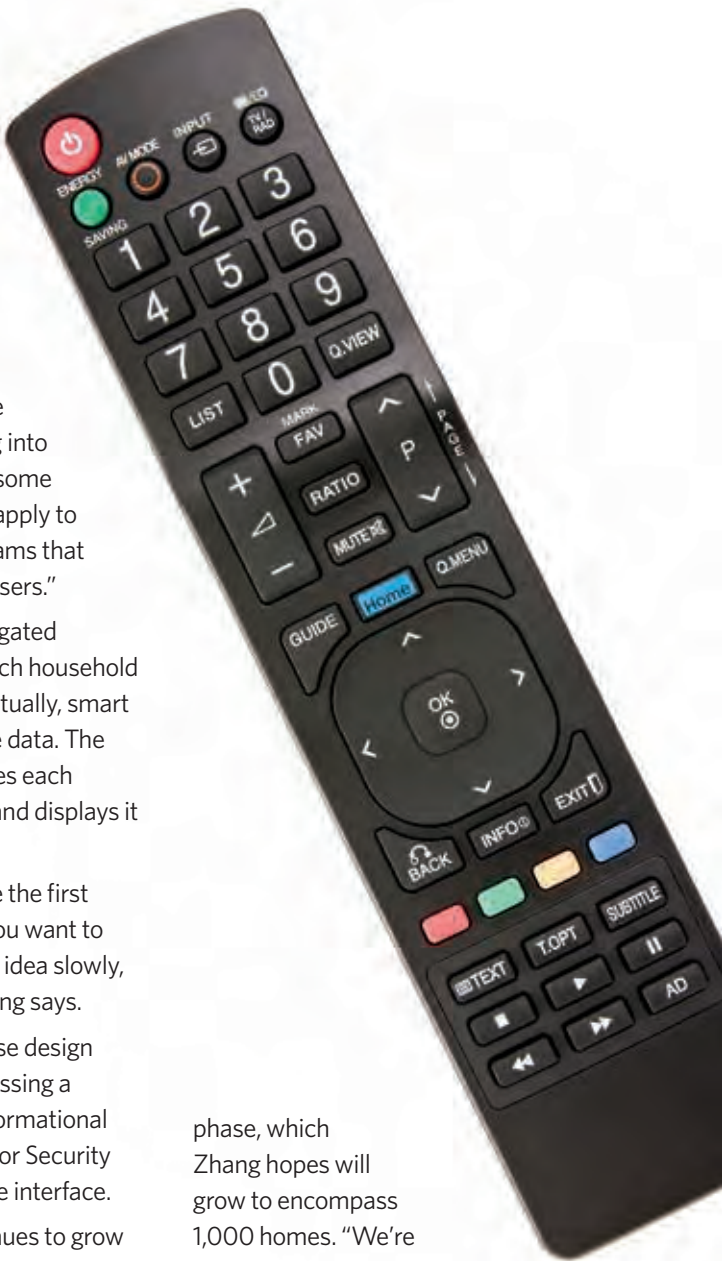 ENERGY
AV MODE
INPUT
TV/
RAD
SAVING
1 2 3
4 5 6
7 8 9
LIST 0 Q.VIEW
MARK
FAV
+
−
RATIO
MUTE
P
PAGE
GUIDE Home Q.MENU
OK
BACK INFO EXIT
TEXT T.OPT SUBTITLE
AD
g into
some
apply to
ams that
sers.”
gated
ch household
tually, smart
e data. The
es each
and displays it
e the first
ou want to
idea slowly,
ng says.
se design
ssing a
ormational
or Security
e interface.
nues to grow
phase, which
Zhang hopes will
grow to encompass
1,000 homes. “We’re